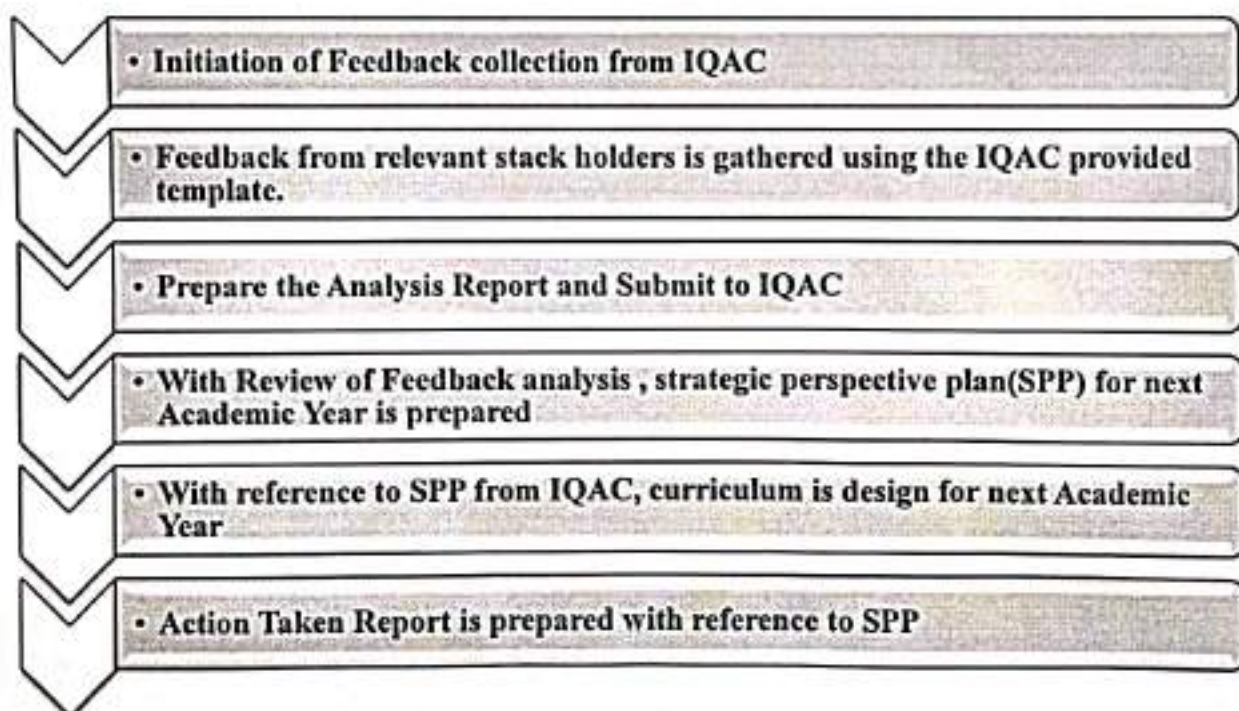 • Initiation of Feedback collection from IQAC
• Feedback from relevant stack holders is gathered using the IQAC provided
template.
• Prepare the Analysis Report and Submit to IQAC
• With Review of Feedback analysis , strategic perspective plan(SPP) for next
Academic Year is prepared
• With reference to SPP from IQAC, curriculum is design for next Academic
Year
• Action Taken Report is prepared with reference to SPP